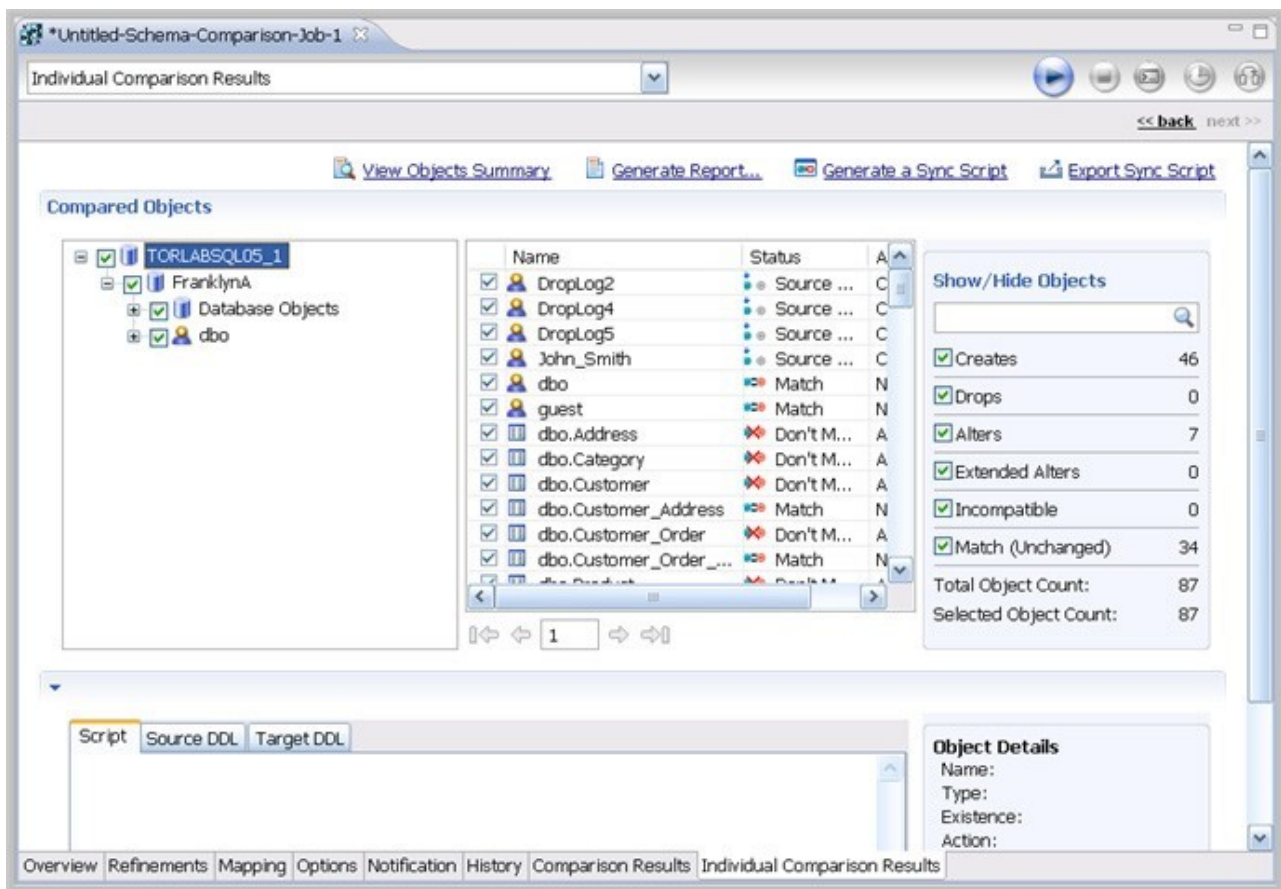 *Untitled-Schema-Comparison-Job-1
Individual Comparison Results
<< back next >>
View Objects Summary Generate Report... Generate a Sync Script Export Sync Script
Compared Objects
TORLABSQL05_1
FranklynA
Database Objects
dbo
Name Status A
DropLog2 Source ... C
DropLog4 Source ... C
DropLog5 Source ... C
John_Smith Source ... C
dbo Match N
guest Match N
dbo.Address Don't M... A
dbo.Category Don't M... A
dbo.Customer Don't M... A
dbo.Customer_Address Match N
dbo.Customer_Order Don't M... A
dbo.Customer_Order_... Match N
dbo.Product Don't M
1
Show/Hide Objects
Creates 46
Drops 0
Alters 7
Extended Alters 0
Incompatible 0
Match (Unchanged) 34
Total Object Count: 87
Selected Object Count: 87
Script Source DDL Target DDL
Object Details
Name:
Type:
Existence:
Action:
Overview Refinements Mapping Options Notification History Comparison Results Individual Comparison Results